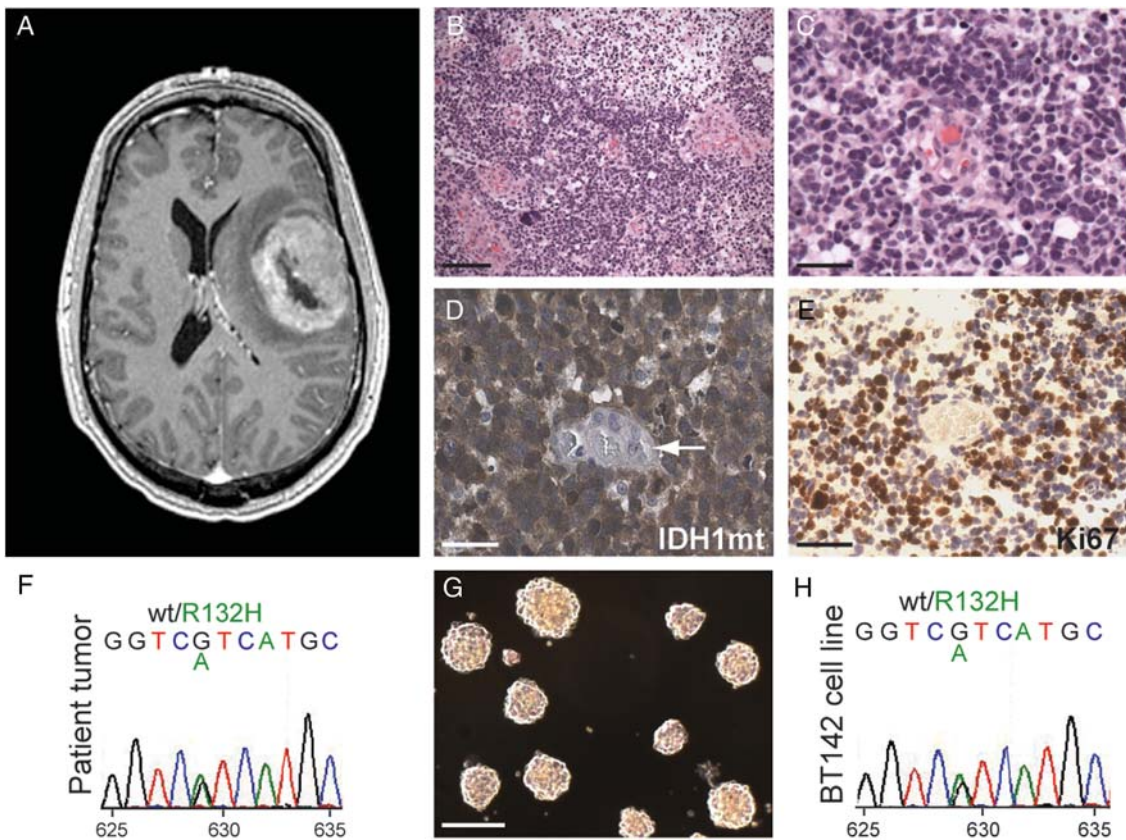 A
B
C
D
IDH1mt
E
Ki67
F
wt/R132H
GGTCGTCATGC
A
Patient tumor
625 630 635
G
H
wt/R132H
GGTCGTCATGC
A
BT142 cell line
625 630 635